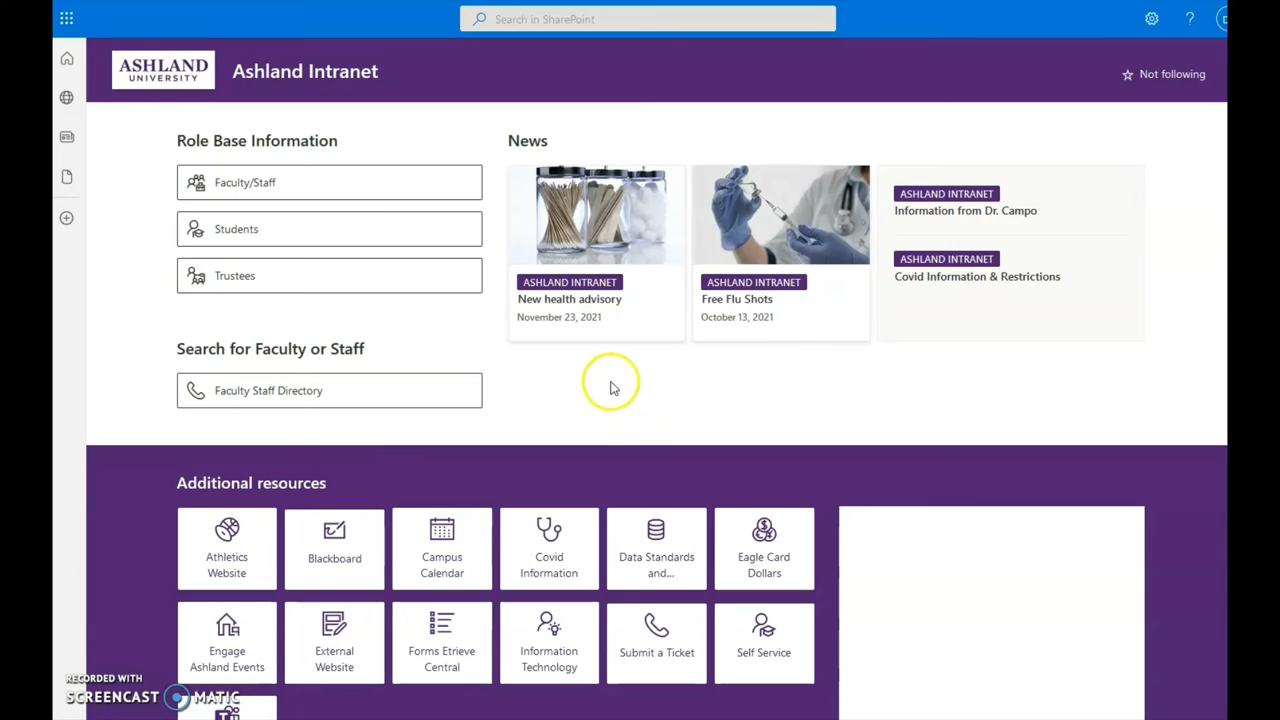 Search in SharePoint
ASHLAND
UNIVERSITY
Ashland Intranet
Not following
Role Base Information
Faculty/Staff
Students
Trustees
Search for Faculty or Staff
Faculty Staff Directory
News
ASHLAND INTRANET
New health advisory
November 23, 2021
ASHLAND INTRANET
Free Flu Shots
October 13, 2021
ASHLAND INTRANET
Information from Dr. Campo
ASHLAND INTRANET
Covid Information & Restrictions
Additional resources
Athletics
Website
Blackboard
Campus
Calendar
Covid
Information
Data Standards
and...
Eagle Card
Dollars
Engage
Ashland Events
External
Website
Forms Etrieve
Central
Information
Technology
Submit a Ticket
Self Service
RECORDED WITH
SCREENCAST MATIC